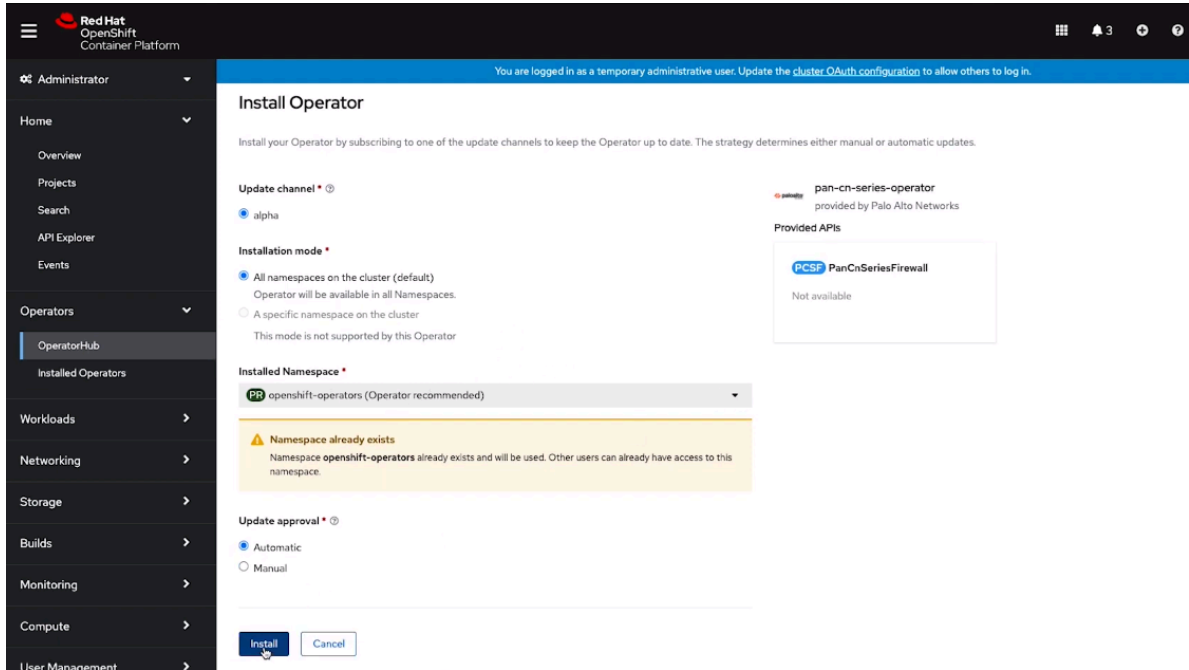 Red Hat
OpenShift
Container Platform
3
Administrator
Home
Overview
Projects
Search
API Explorer
Events
Operators
OperatorHub
Installed Operators
Workloads
Networking
Storage
Builds
Monitoring
Compute
User Management
You are logged in as a temporary administrative user. Update the cluster OAuth configuration to allow others to log in.
Install Operator
Install your Operator by subscribing to one of the update channels to keep the Operator up to date. The strategy determines either manual or automatic updates.
Update channel *
alpha
Installation mode *
All namespaces on the cluster (default)
Operator will be available in all Namespaces.
A specific namespace on the cluster
This mode is not supported by this Operator
Installed Namespace *
PR openshift-operators (Operator recommended)
Namespace already exists
Namespace openshift-operators already exists and will be used. Other users can already have access to this
namespace.
Update approval *
Automatic
Manual
Install Cancel
paloalto
pan-cn-series-operator
provided by Palo Alto Networks
Provided APIs
PCSF PanCnSeriesFirewall
Not available